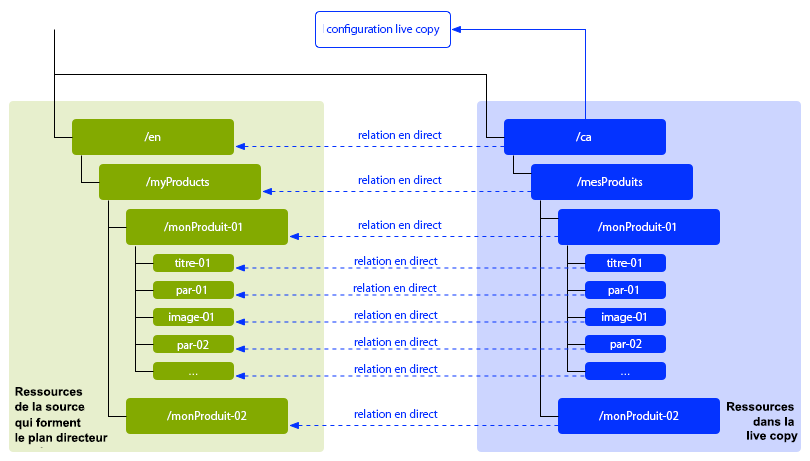 configuration live copy
/en
relation en direct
/ca
/myProducts
relation en direct
/mesProduits
/monProduit-01
relation en direct
/monProduit-01
titre-01
relation en direct
titre-01
par-01
relation en direct
par-01
image-01
relation en direct
image-01
par-02
relation en direct
par-02
...
relation en direct
...
Ressources
de la source
qui forment
le plan directeur
/monProduit-02
relation en direct
/monProduit-02
Ressources
dans la
live copy